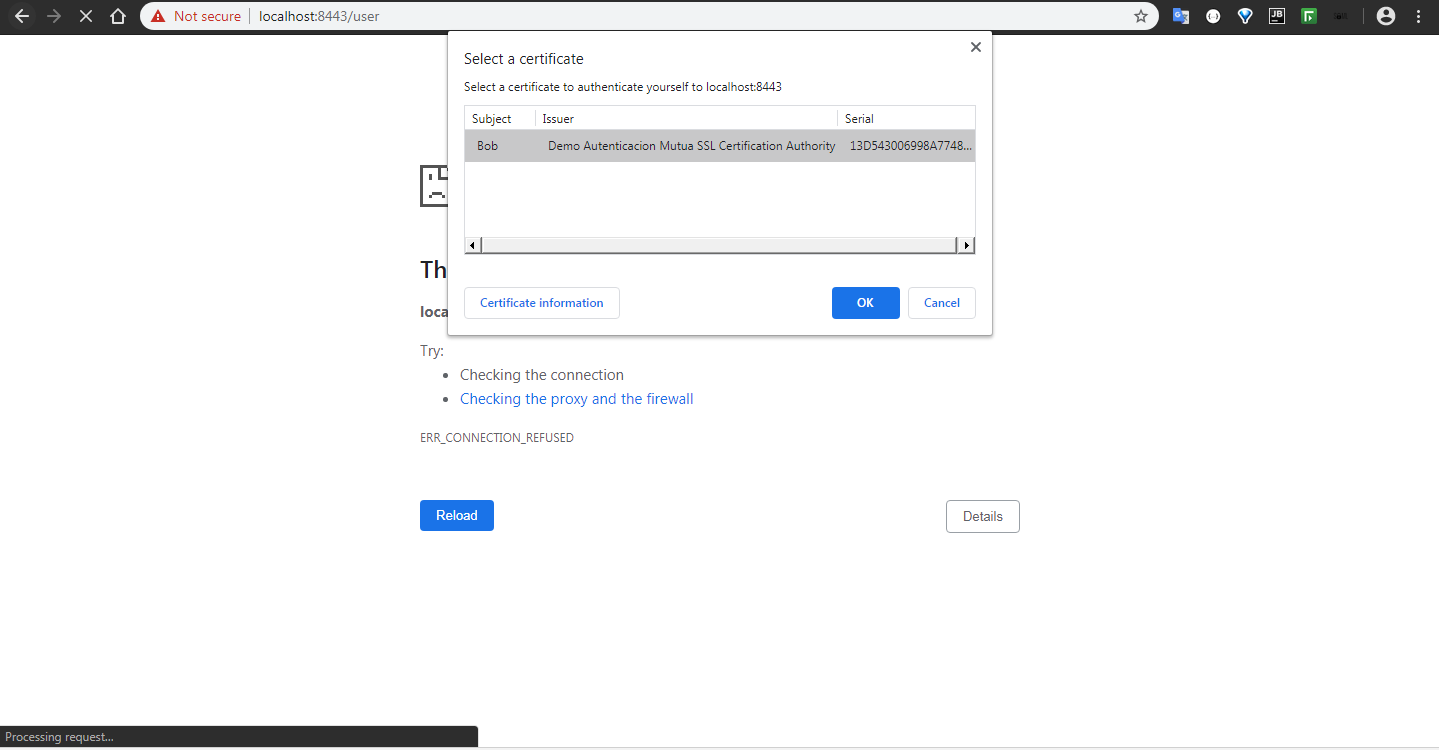 Not secure localhost:8443/user
JB
Select a certificate
Select a certificate to authenticate yourself to localhost:8443
Subject Issuer Serial
Bob Demo Autenticacion Mutua SSL Certification Authority 13D543006998A7748...
Certificate information OK Cancel
Th
loca
Try:
Checking the connection
Checking the proxy and the firewall
ERR_CONNECTION_REFUSED
Reload Details
Processing request...